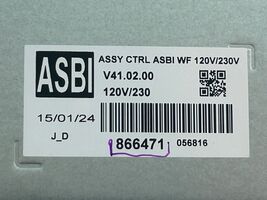 ASBI
ASSY CTRL ASBI WF 120V/230V
V41.02.00
120V/230
15/01/24
J_D
866471
056816